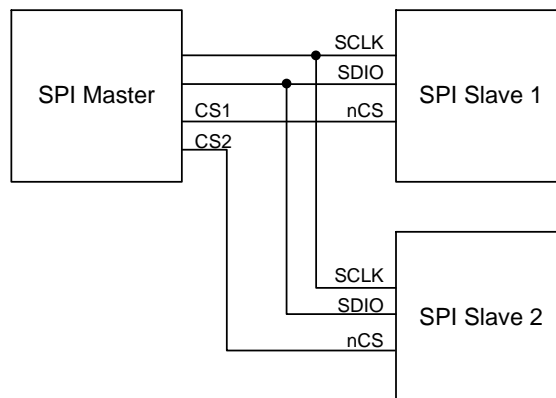 SCLK
SDIO
SPI Master
SPI Slave 1
CS1
nCS
CS2
SCLK
SDIO
SPI Slave 2
nCS